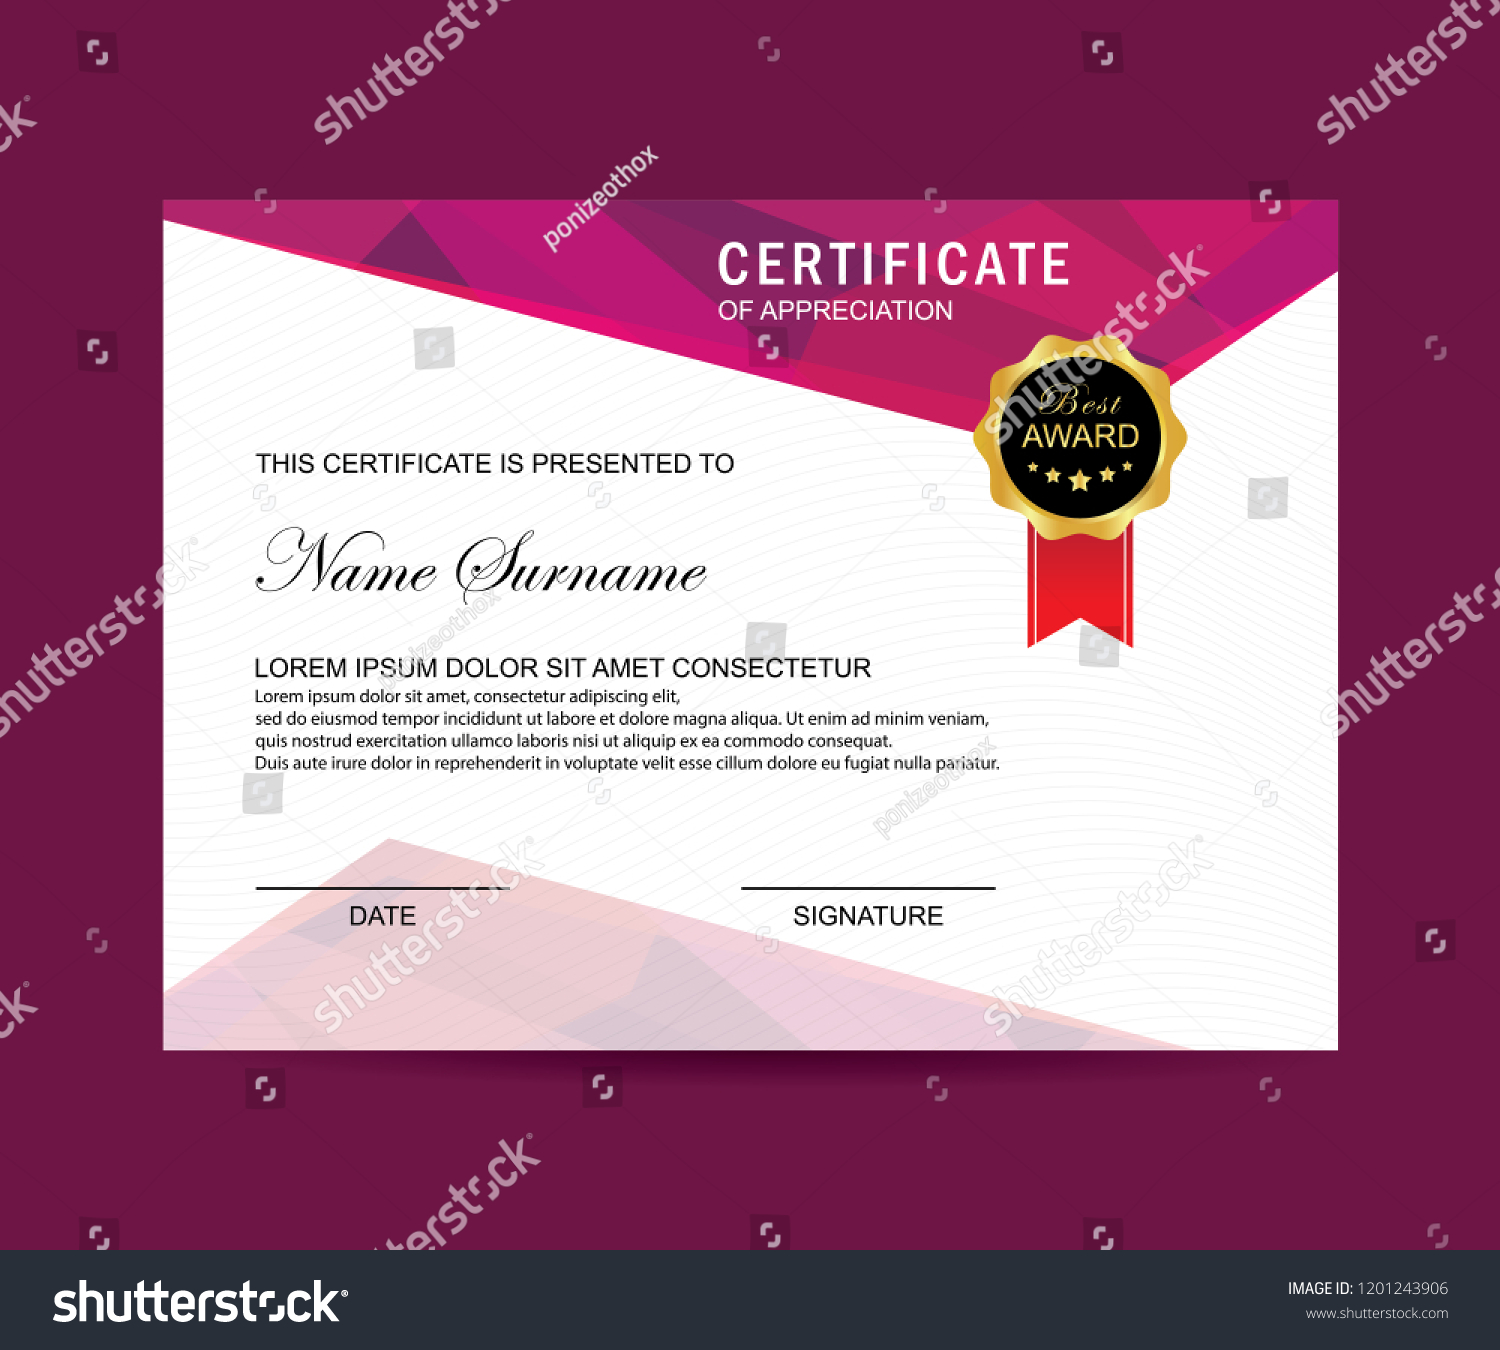 CERTIFICATE
OF APPRECIATION
Best
AWARD
THIS CERTIFICATE IS PRESENTED TO
Name Surname
LOREM IPSUM DOLOR SIT AMET CONSECTETUR
Lorem ipsum dolor sit amet, consectetur adipiscing elit,
sed do eiusmod tempor incididunt ut labore et dolore magna aliqua. Ut enim ad minim veniam,
quis nostrud exercitation ullamco laboris nisi ut aliquip ex ea commodo consequat.
Duis aute irure dolor in reprehenderit in voluptate velit esse cillum dolore eu fugiat nulla pariatur.
DATE
SIGNATURE
shutterstock
ponizeothox
shutterstock
IMAGE ID: 1201243906
www.shutterstock.com